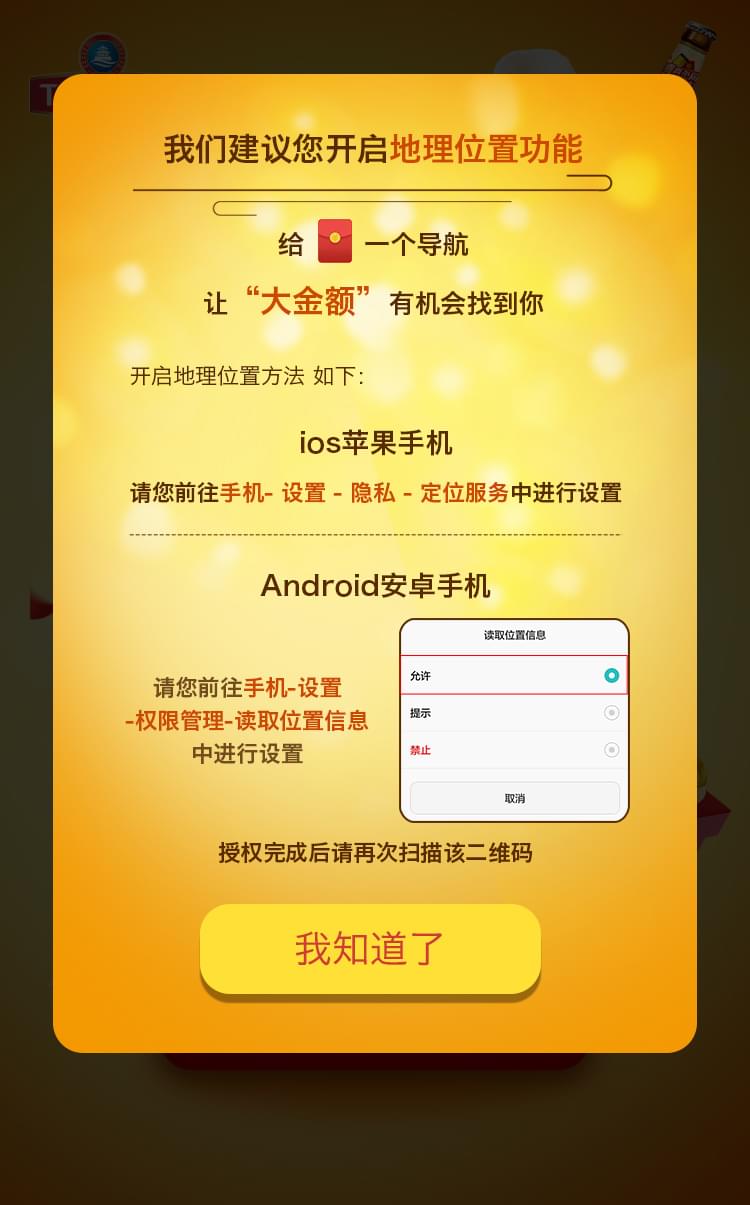 我们建议您开启地理位置功能
给 一个导航
让“大金额”有机会找到你
开启地理位置方法 如下：
ios苹果手机
请您前往手机- 设置 - 隐私 - 定位服务中进行设置
Android安卓手机
请您前往手机-设置
-权限管理-读取位置信息
中进行设置
读取位置信息
允许
提示
禁止
取消
授权完成后请再次扫描该二维码
我知道了